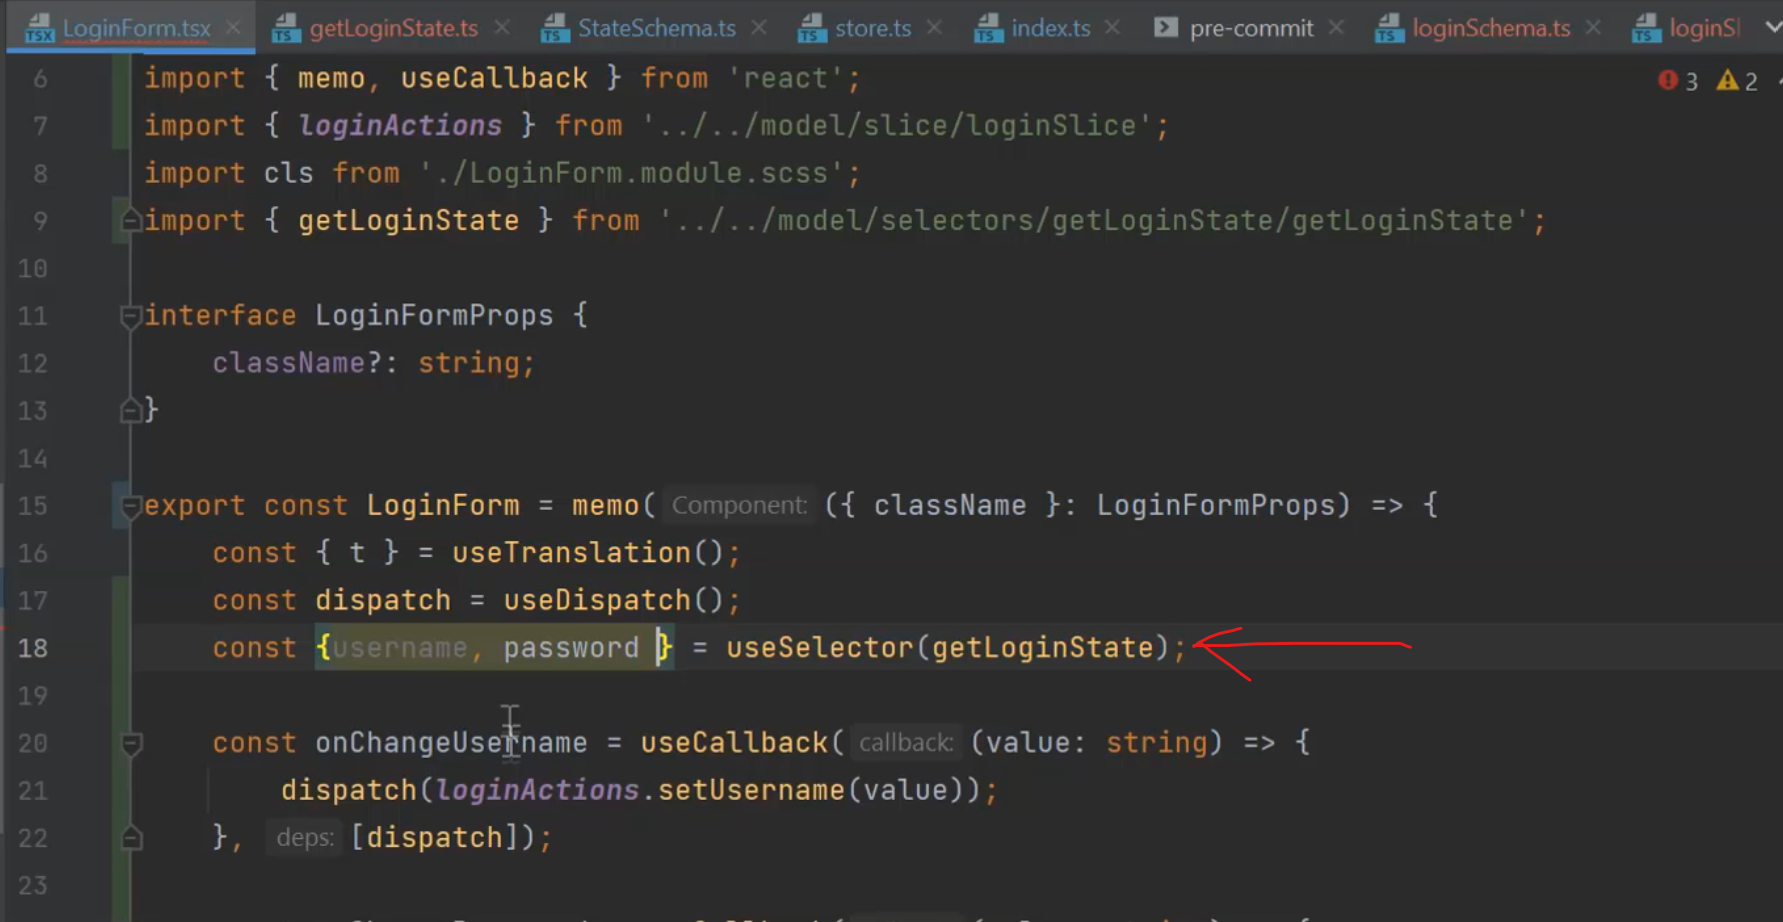 LoginForm.tsx getLoginState.ts StateSchema.ts store.ts index.ts pre-commit loginSchema.ts loginSl
6 import { memo, useCallback } from 'react'; 3 2
7 import { loginActions } from '../../model/slice/loginSlice';
8 import cls from './LoginForm.module.scss';
9 import { getLoginState } from '../../model/selectors/getLoginState/getLoginState';
10
11 interface LoginFormProps {
12 className?: string;
13 }
14
15 export const LoginForm = memo( Component: ({ className }: LoginFormProps) => {
16 const { t } = useTranslation();
17 const dispatch = useDispatch();
18 const {username, password } = useSelector(getLoginState);
19
20 const onChangeUsername = useCallback( callback: (value: string) => {
21 dispatch(loginActions.setUsername(value));
22 }, deps: [dispatch]);
23